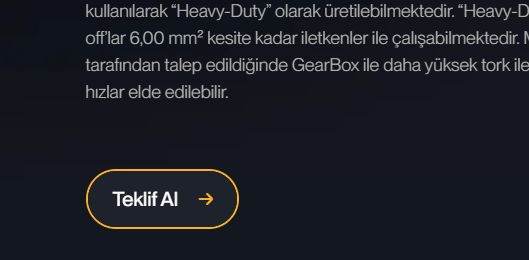 kullanılarak “Heavy-Duty” olarak üretilebilmektedir. “Heavy-D
off'lar 6,00 mm² kesite kadar iletkenler ile çalışabilmektedir.
tarafından talep edildiğinde GearBox ile daha yüksek tork ile
hızlar elde edilebilir.
Teklif Al